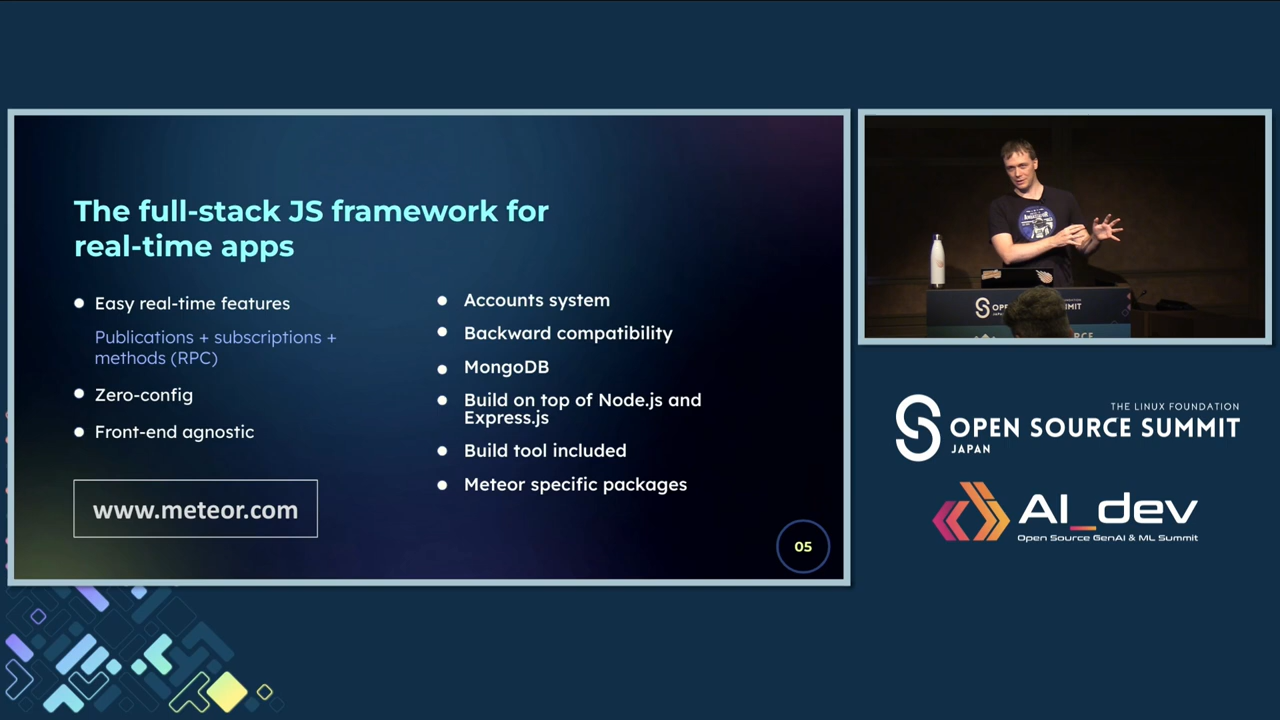 The full-stack JS framework for
real-time apps
Easy real-time features
Publications + subscriptions +
methods (RPC)
Zero-config
Front-end agnostic
www.meteor.com
Accounts system
Backward compatibility
MongoDB
Build on top of Node.js and
Express.js
Build tool included
Meteor specific packages
05
THE LINUX FOUNDATION
OPEN SOURCE SUMMIT
JAPAN
AI_dev
Open Source GenAI & ML Summit